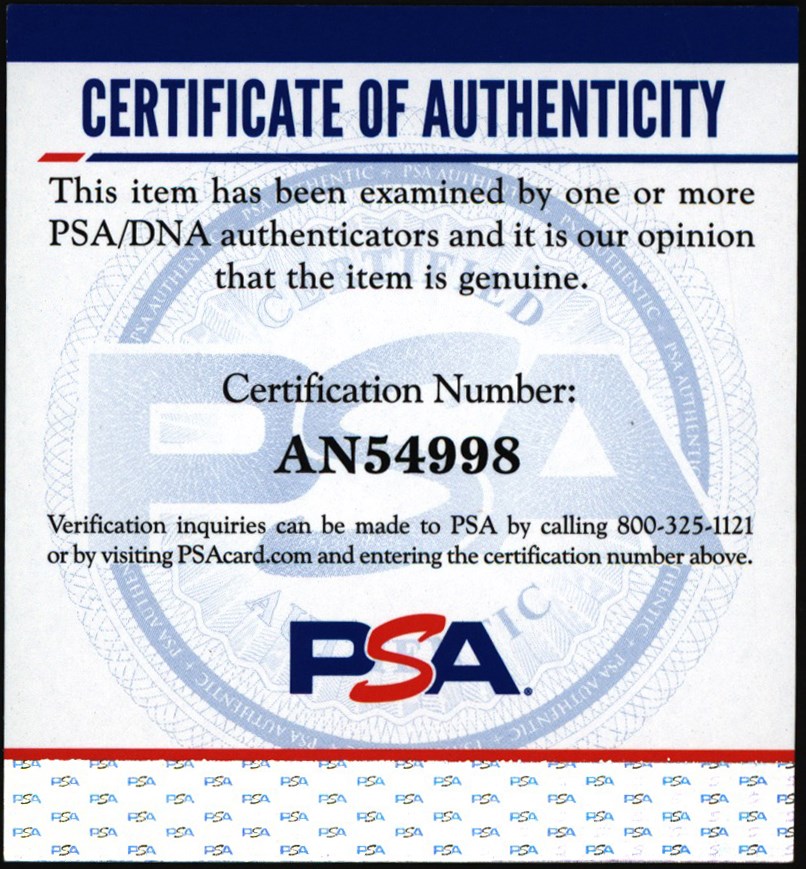 CERTIFICATE OF AUTHENTICITY
This item has been examined by one or more
PSA/DNA authenticators and it is our opinion
that the item is genuine.
CERTIFIED
PSA
Certification Number:
AN54998
Verification inquiries can be made to PSA by calling 800-325-1121
or by visiting PSAcard.com and entering the certification number above.
PSA